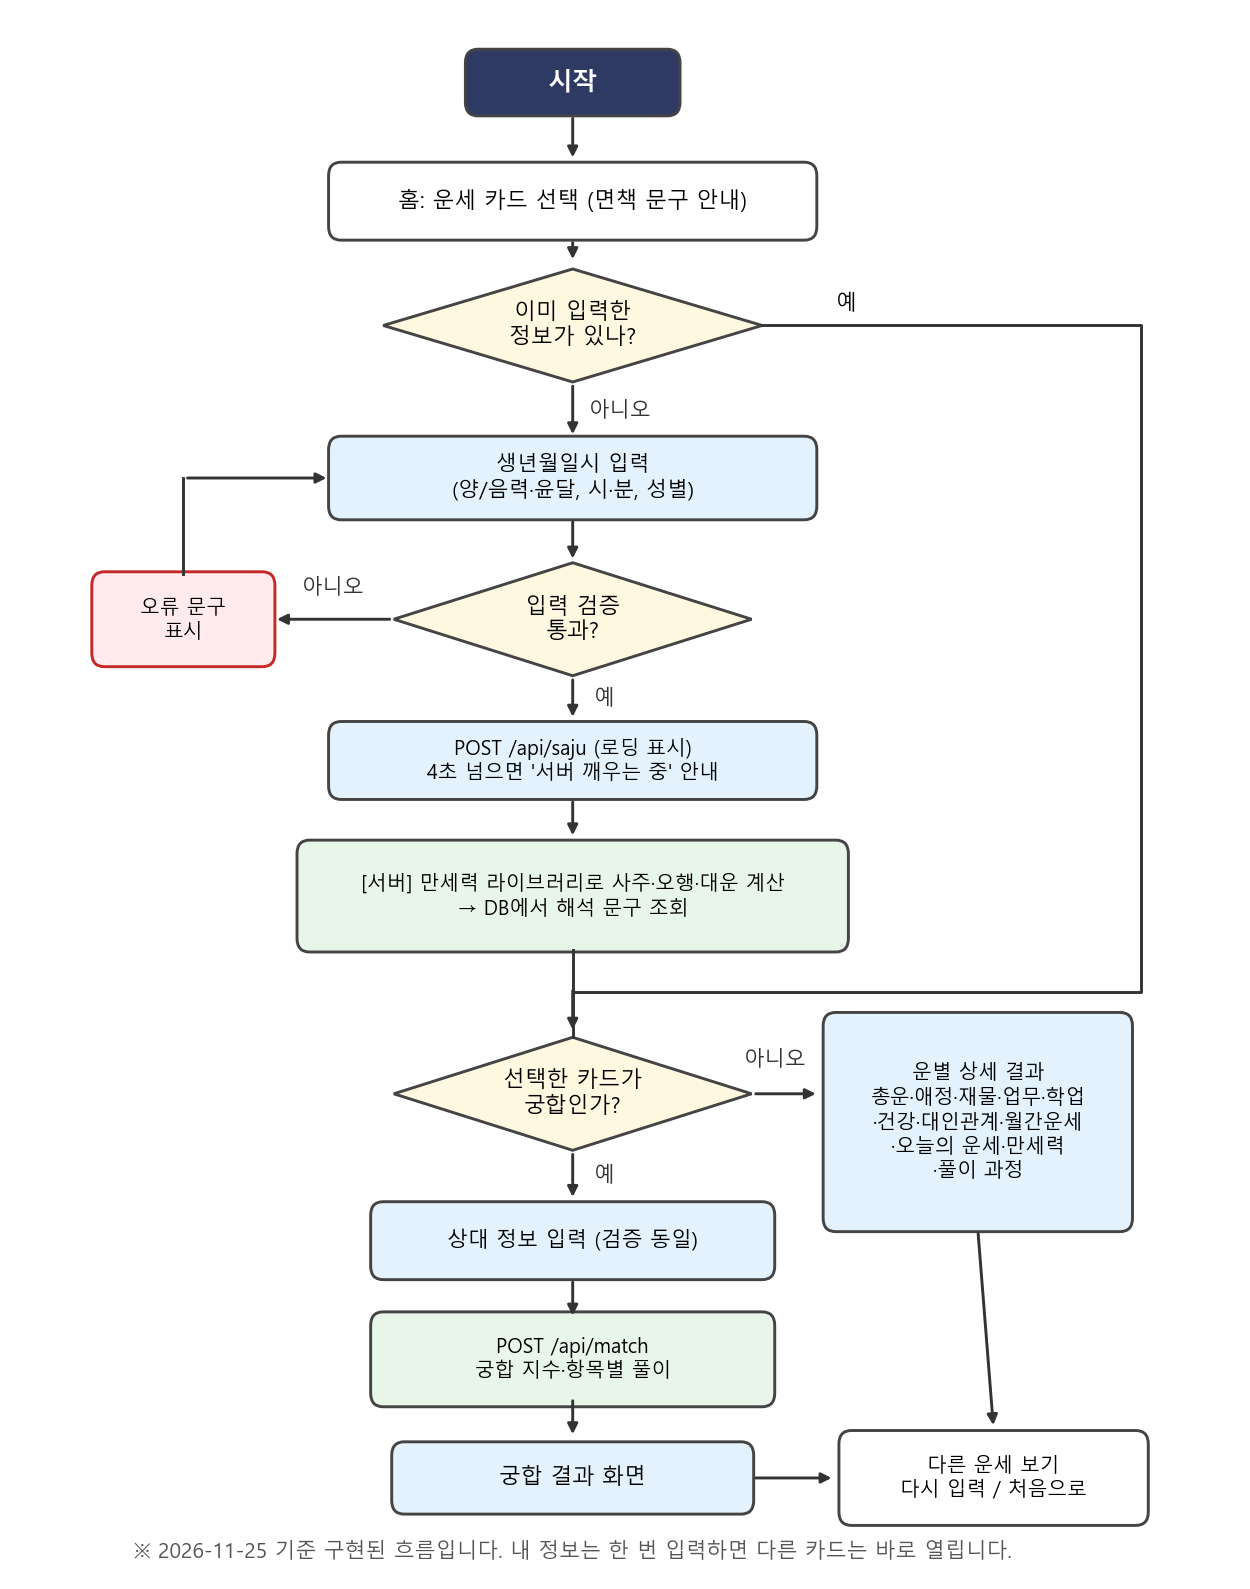 시작
홈: 운세 카드 선택 (면책 문구 안내)
이미 입력한
정보가 있나?
예
아니오
생년월일시 입력
(양/음력·윤달, 시·분, 성별)
아니오
오류 문구
표시
입력 검증
통과?
예
POST /api/saju (로딩 표시)
4초 넘으면 '서버 깨우는 중' 안내
[서버] 만세력 라이브러리로 사주·오행·대운 계산
→ DB에서 해석 문구 조회
선택한 카드가
궁합인가?
아니오
운별 상세 결과
총운·애정·재물·업무·학업
·건강·대인관계·월간운세
·오늘의 운세·만세력
·풀이 과정
예
상대 정보 입력 (검증 동일)
POST /api/match
궁합 지수·항목별 풀이
궁합 결과 화면
다른 운세 보기
다시 입력 / 처음으로
※ 2026-11-25 기준 구현된 흐름입니다. 내 정보는 한 번 입력하면 다른 카드는 바로 열립니다.